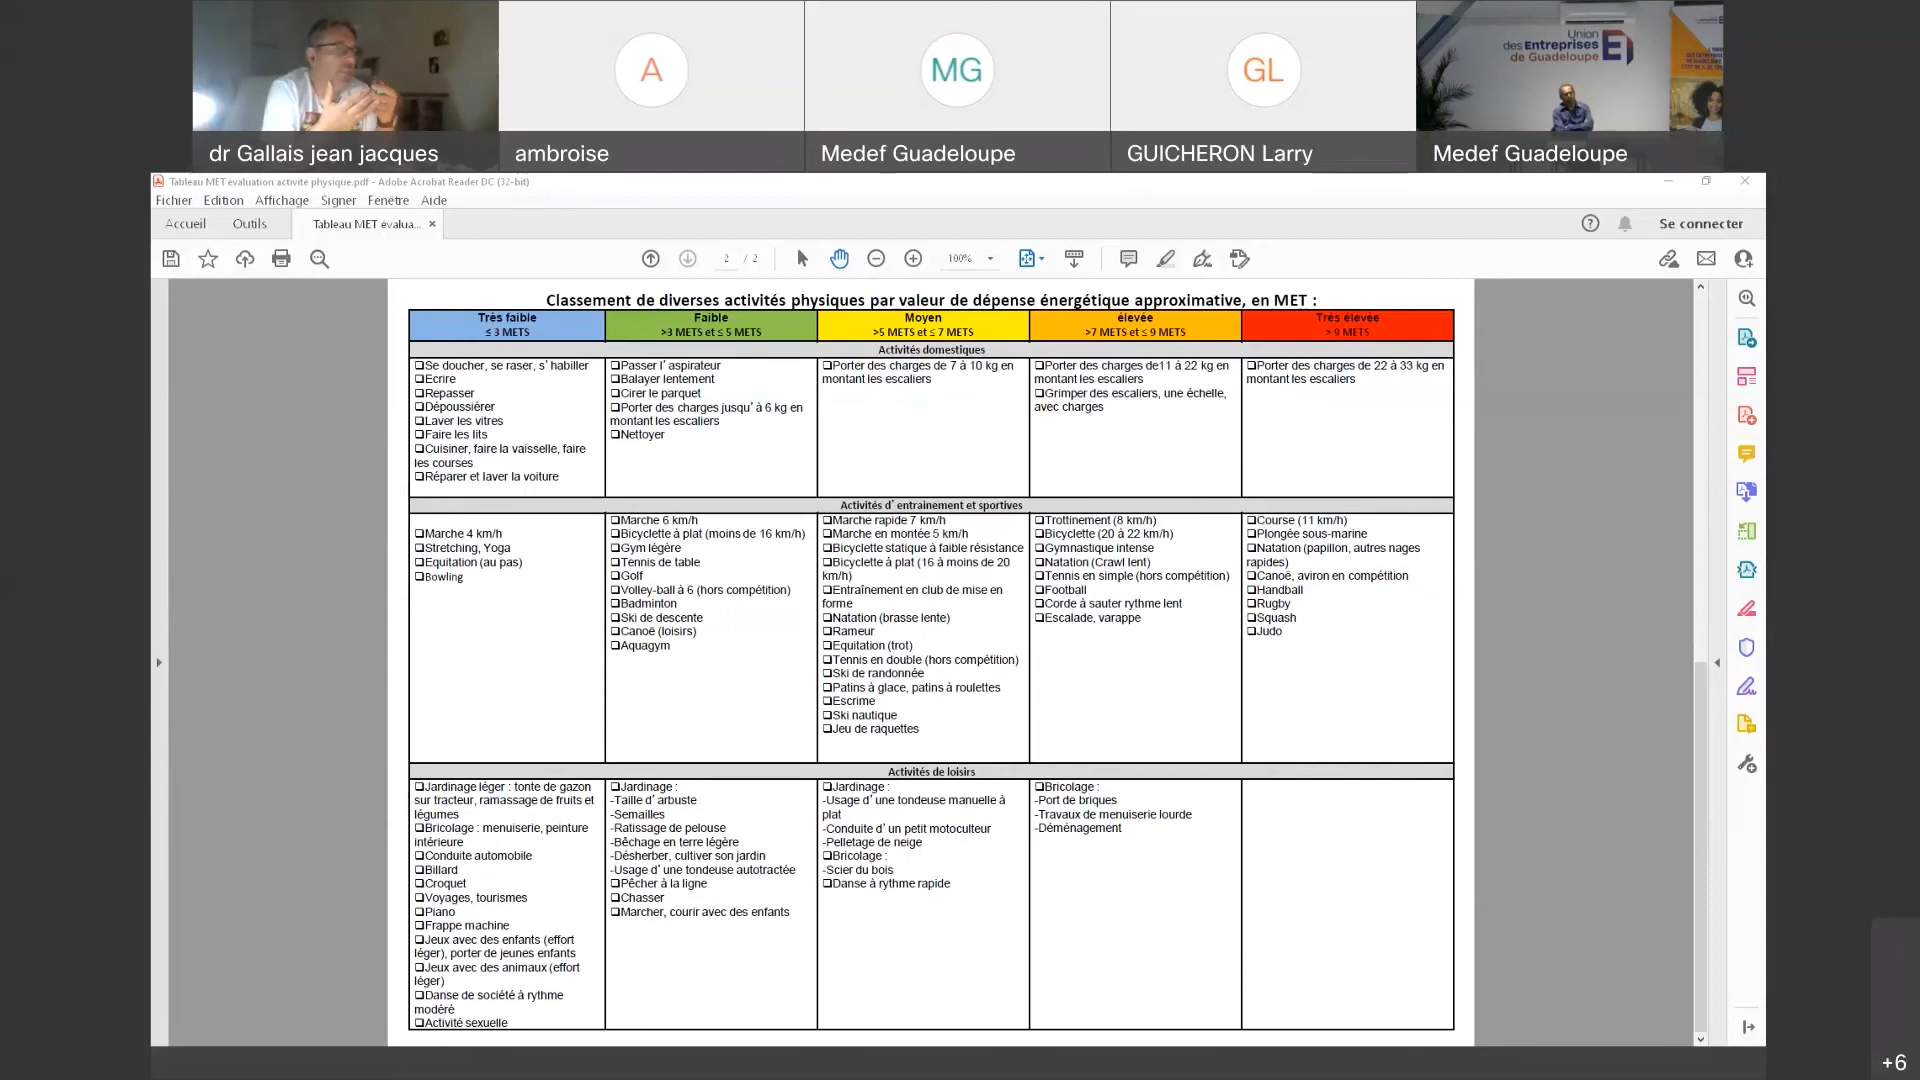 A
MG
GL
Union
des Entreprises
de Guadeloupe
dr Gallais jean jacques
ambroise
Medef Guadeloupe
GUICHERON Larry
Medef Guadeloupe
Tableau MET évaluation activité physique.pdf - Adobe Acrobat Reader DC (32-bit)
Fichier Edition Affichage Signer Fenêtre Aide
Accueil Outils Tableau MET évalua... ×
Se connecter
2 / 2
100%
Classement de diverses activités physiques par valeur de dépense énergétique approximative, en MET :
Très faible
≤ 3 METS
Faible
>3 METS et ≤ 5 METS
Moyen
>5 METS et ≤ 7 METS
élevée
>7 METS et ≤ 9 METS
Très élevée
> 9 METS
Activités domestiques
❑Se doucher, se raser, s’habiller
❑Ecrire
❑Repasser
❑Dépoussiérer
❑Laver les vitres
❑Faire les lits
❑Cuisiner, faire la vaisselle, faire
les courses
❑Réparer et laver la voiture
❑Passer l’aspirateur
❑Balayer lentement
❑Cirer le parquet
❑Porter des charges jusqu’à 6 kg en
montant les escaliers
❑Nettoyer
❑Porter des charges de 7 à 10 kg en
montant les escaliers
❑Porter des charges de11 à 22 kg en
montant les escaliers
❑Grimper des escaliers, une échelle,
avec charges
❑Porter des charges de 22 à 33 kg en
montant les escaliers
Activités d’entrainement et sportives
❑Marche 4 km/h
❑Stretching, Yoga
❑Equitation (au pas)
❑Bowling
❑Marche 6 km/h
❑Bicyclette à plat (moins de 16 km/h)
❑Gym légère
❑Tennis de table
❑Golf
❑Volley-ball à 6 (hors compétition)
❑Badminton
❑Ski de descente
❑Canoë (loisirs)
❑Aquagym
❑Marche rapide 7 km/h
❑Marche en montée 5 km/h
❑Bicyclette statique à faible résistance
❑Bicyclette à plat (16 à moins de 20
km/h)
❑Entraînement en club de mise en
forme
❑Natation (brasse lente)
❑Rameur
❑Equitation (trot)
❑Tennis en double (hors compétition)
❑Ski de randonnée
❑Patins à glace, patins à roulettes
❑Escrime
❑Ski nautique
❑Jeu de raquettes
❑Trottinement (8 km/h)
❑Bicyclette (20 à 22 km/h)
❑Gymnastique intense
❑Natation (Crawl lent)
❑Tennis en simple (hors compétition)
❑Football
❑Corde à sauter rythme lent
❑Escalade, varappe
❑Course (11 km/h)
❑Plongée sous-marine
❑Natation (papillon, autres nages
rapides)
❑Canoë, aviron en compétition
❑Handball
❑Rugby
❑Squash
❑Judo
Activités de loisirs
❑Jardinage léger : tonte de gazon
sur tracteur, ramassage de fruits et
légumes
❑Bricolage : menuiserie, peinture
intérieure
❑Conduite automobile
❑Billard
❑Croquet
❑Voyages, tourismes
❑Piano
❑Frappe machine
❑Jeux avec des enfants (effort
léger), porter de jeunes enfants
❑Jeux avec des animaux (effort
léger)
❑Danse de société à rythme
modéré
❑Activité sexuelle
❑Jardinage :
-Taille d’arbuste
-Semailles
-Ratissage de pelouse
-Bêchage en terre légère
-Désherber, cultiver son jardin
-Usage d’une tondeuse autotractée
❑Pêcher à la ligne
❑Chasser
❑Marcher, courir avec des enfants
❑Jardinage :
-Usage d’une tondeuse manuelle à
plat
-Conduite d’un petit motoculteur
-Pelletage de neige
❑Bricolage :
-Scier du bois
❑Danse à rythme rapide
❑Bricolage :
-Port de briques
-Travaux de menuiserie lourde
-Déménagement
+6